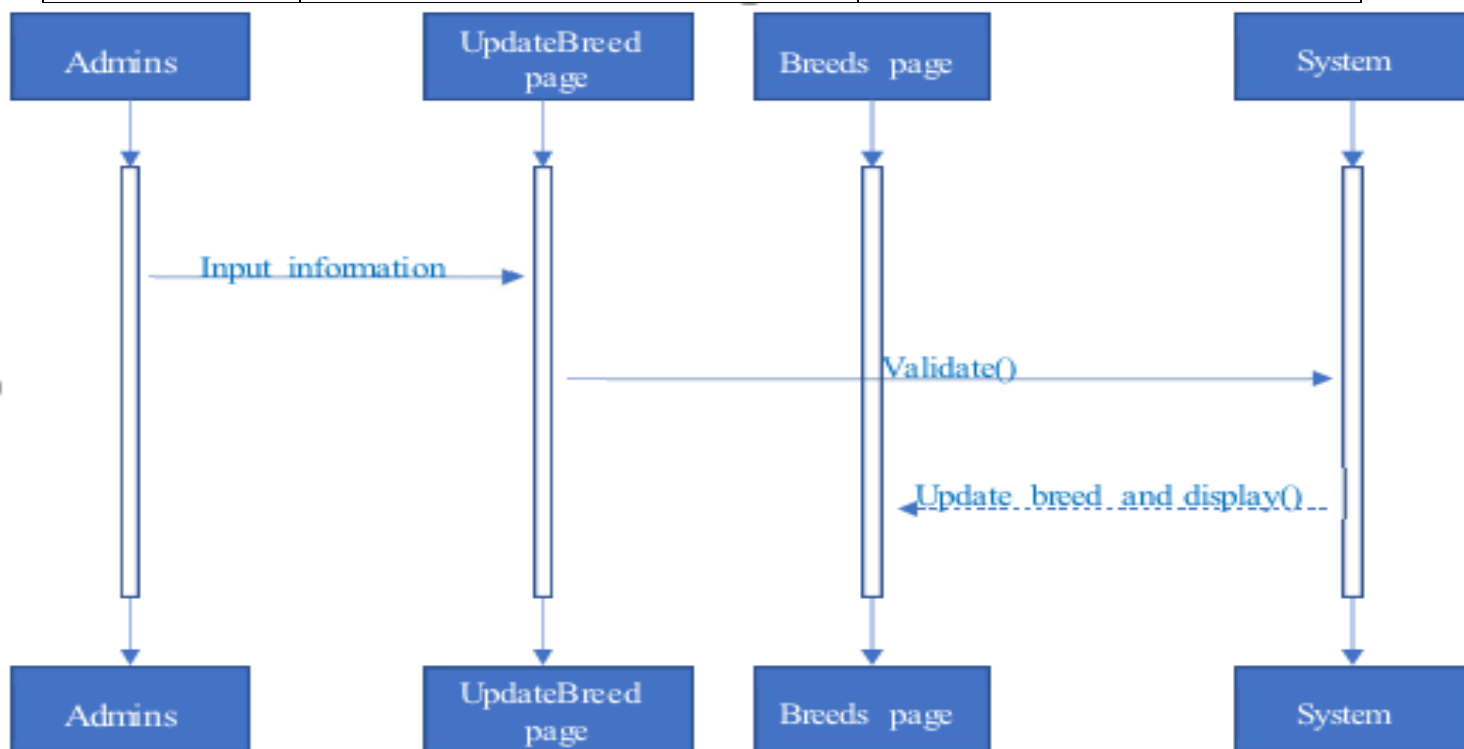 Admins
UpdateBreed
page
Breeds page
System
Input information
Validate()
Update breed and display()
Admins
UpdateBreed
page
Breeds page
System